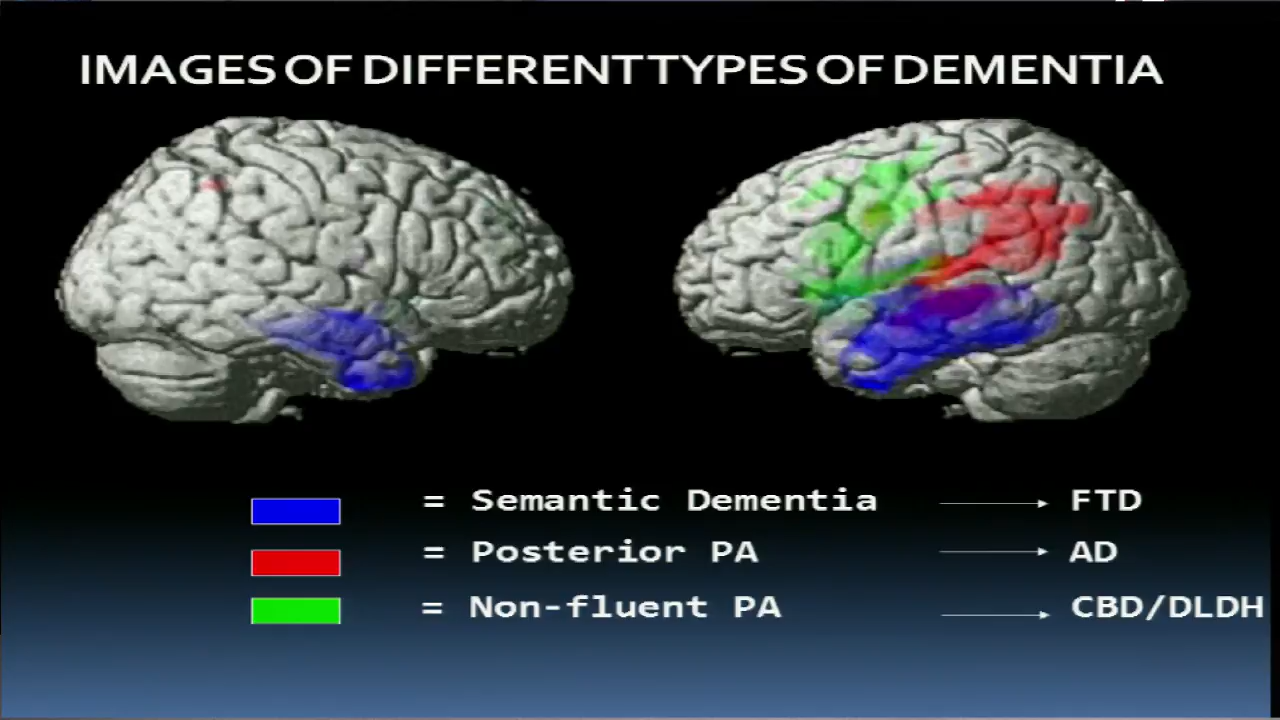 IMAGES OF DIFFERENT TYPES OF DEMENTIA
= Semantic Dementia → FTD
= Posterior PA → AD
= Non-fluent PA → CBD/DLDH